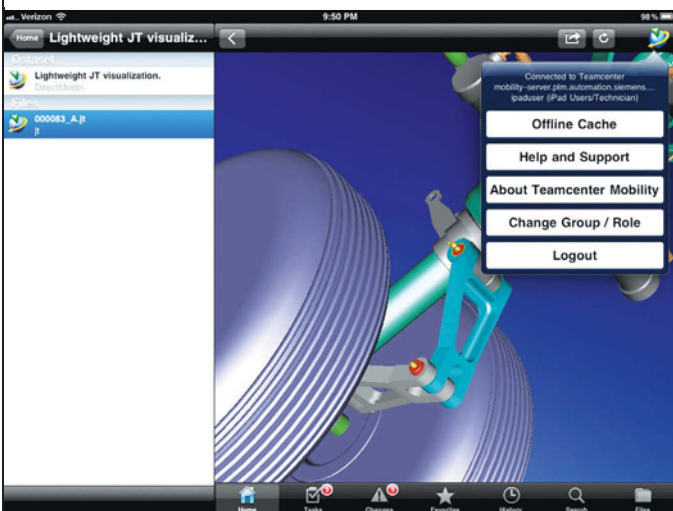 Verizon
9:50 PM
98%
Home
Lightweight JT visualiz...
Dataset
Lightweight JT visualization.
DirectModel
Files
000083_A.jt
jt
Connected to Teamcenter
mobility-server.plm.automation.siemens....
ipaduser (iPad Users/Technician)
Offline Cache
Help and Support
About Teamcenter Mobility
Change Group / Role
Logout
3
3
Home
Tasks
Changes
Favorites
History
Search
Files